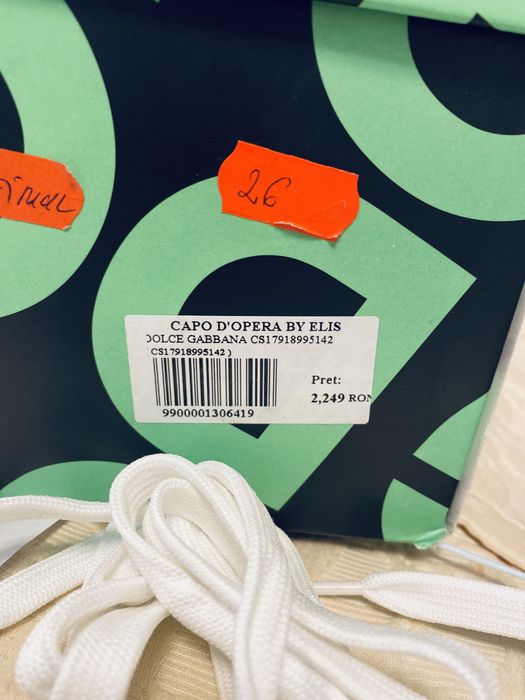 26
CAPO D'OPERA BY ELIS
DOLCE GABBANA CS17918995142
CS17918995142 )
Pret:
2,249 RON
9900001306419